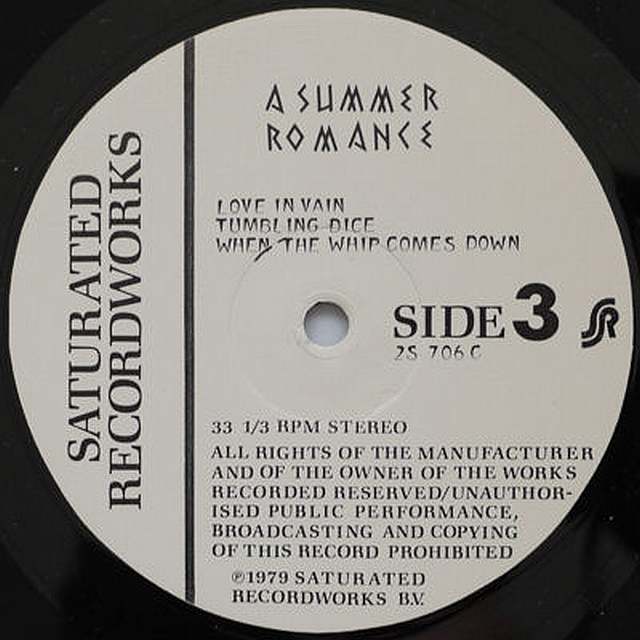 SATURATED
RECORDWORKS
A SUMMER
ROMANCE
LOVE IN VAIN
TUMBLING DICE
WHEN THE WHIP COMES DOWN
SIDE 3
SR
2S 706 C
33 1/3 RPM STEREO
ALL RIGHTS OF THE MANUFACTURER
AND OF THE OWNER OF THE WORKS
RECORDED RESERVED/UNAUTHOR-
ISED PUBLIC PERFORMANCE,
BROADCASTING AND COPYING
OF THIS RECORD PROHIBITED
℗1979 SATURATED
RECORDWORKS B.V.